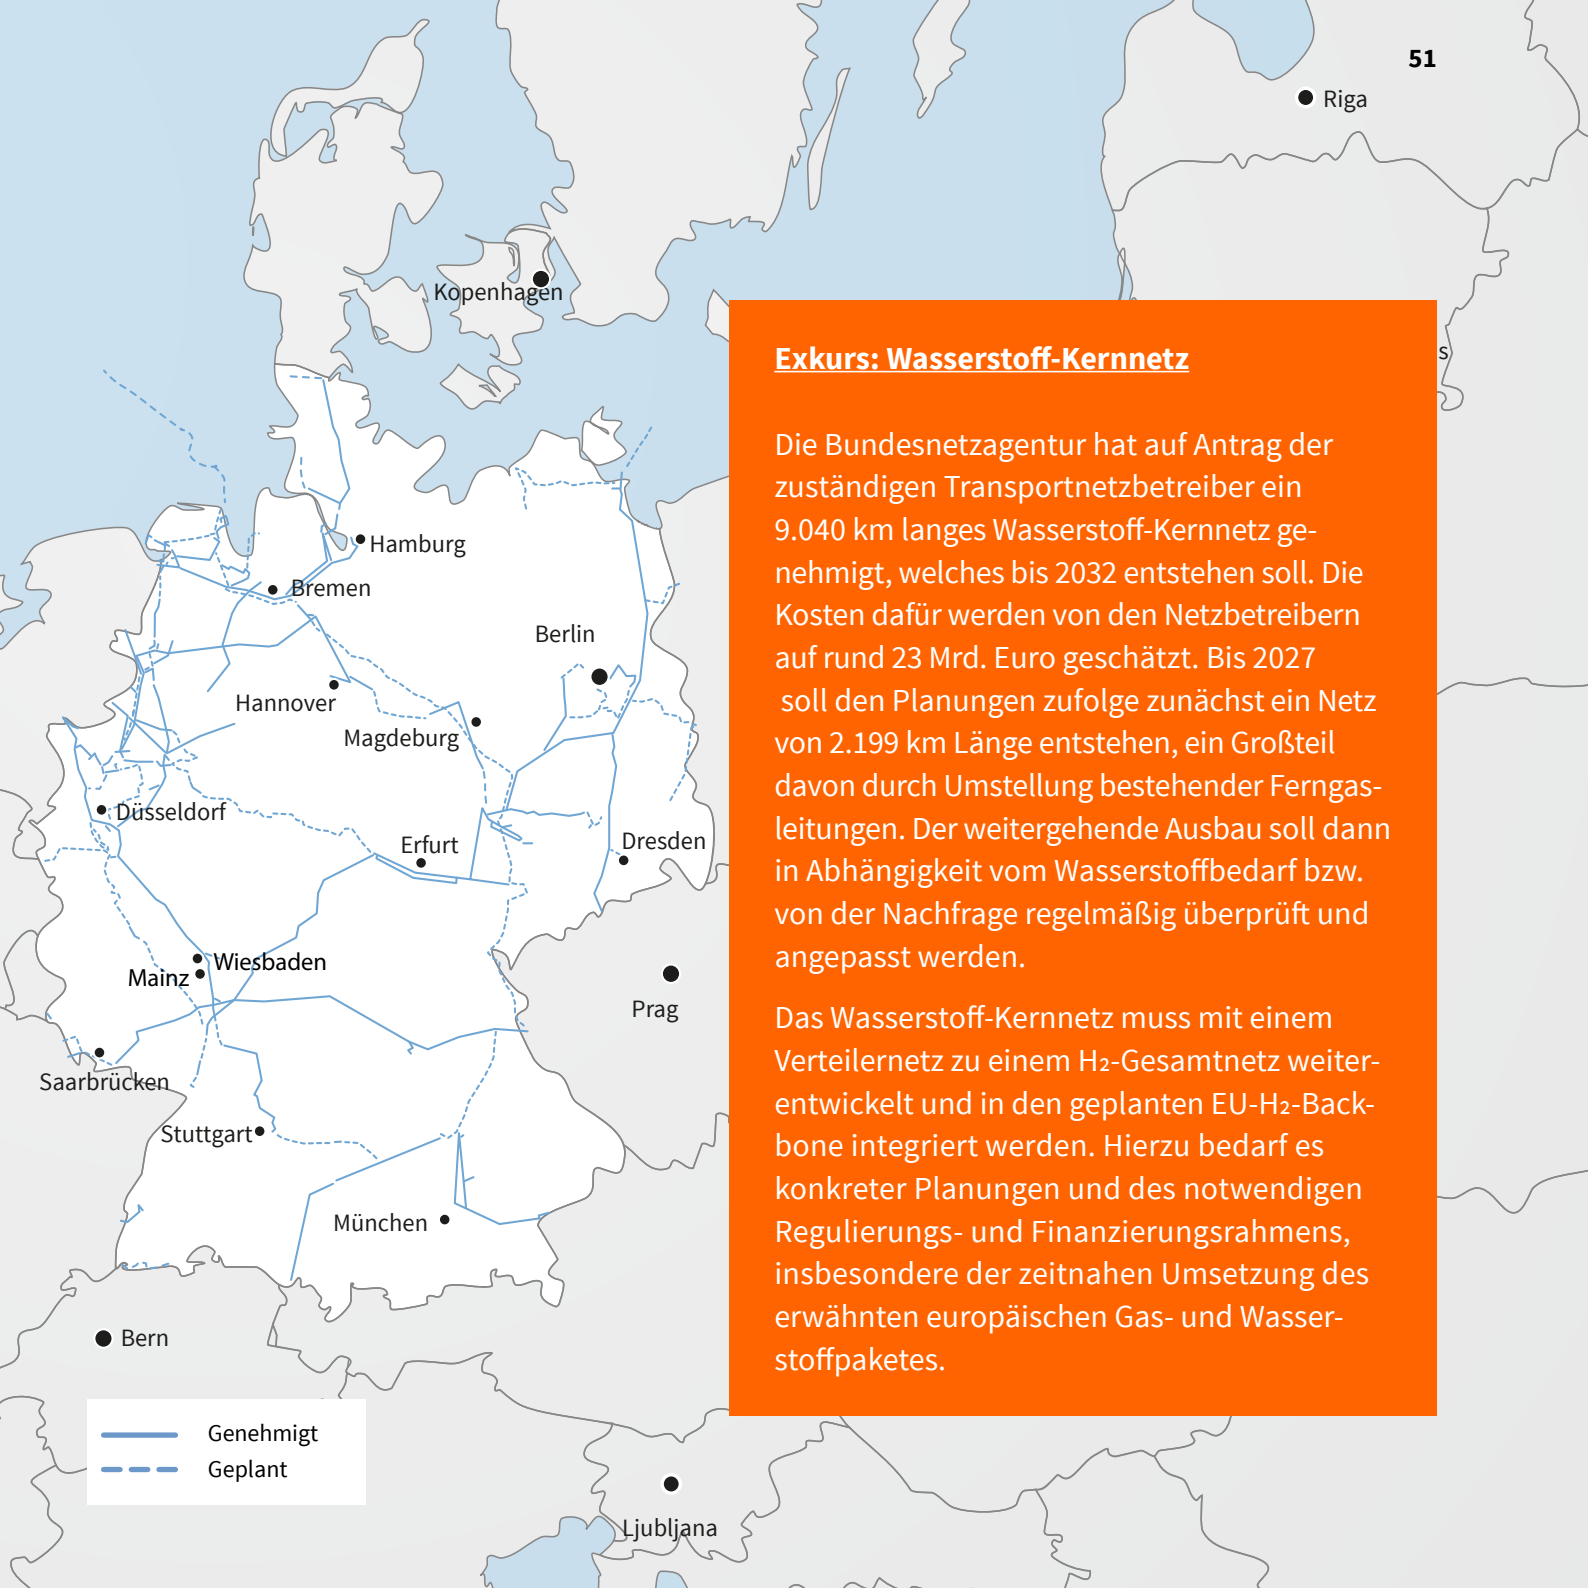 51
Riga
Kopenhagen
Exkurs: Wasserstoff-Kernnetz
s
Die Bundesnetzagentur hat auf Antrag der
zuständigen Transportnetzbetreiber ein
9.040 km langes Wasserstoff-Kernnetz ge-
nehmigt, welches bis 2032 entstehen soll. Die
Kosten dafür werden von den Netzbetreibern
auf rund 23 Mrd. Euro geschätzt. Bis 2027
soll den Planungen zufolge zunächst ein Netz
von 2.199 km Länge entstehen, ein Großteil
davon durch Umstellung bestehender Ferngas-
leitungen. Der weitergehende Ausbau soll dann
in Abhängigkeit vom Wasserstoffbedarf bzw.
von der Nachfrage regelmäßig überprüft und
angepasst werden.
Das Wasserstoff-Kernnetz muss mit einem
Verteilernetz zu einem H₂-Gesamtnetz weiter-
entwickelt und in den geplanten EU-H₂-Back-
bone integriert werden. Hierzu bedarf es
konkreter Planungen und des notwendigen
Regulierungs- und Finanzierungsrahmens,
insbesondere der zeitnahen Umsetzung des
erwähnten europäischen Gas- und Wasser-
stoffpaketes.
Hamburg
Bremen
Berlin
Hannover
Magdeburg
Düsseldorf
Erfurt
Dresden
Wiesbaden
Mainz
Prag
Saarbrücken
Stuttgart
München
Bern
Genehmigt
Geplant
Ljubljana